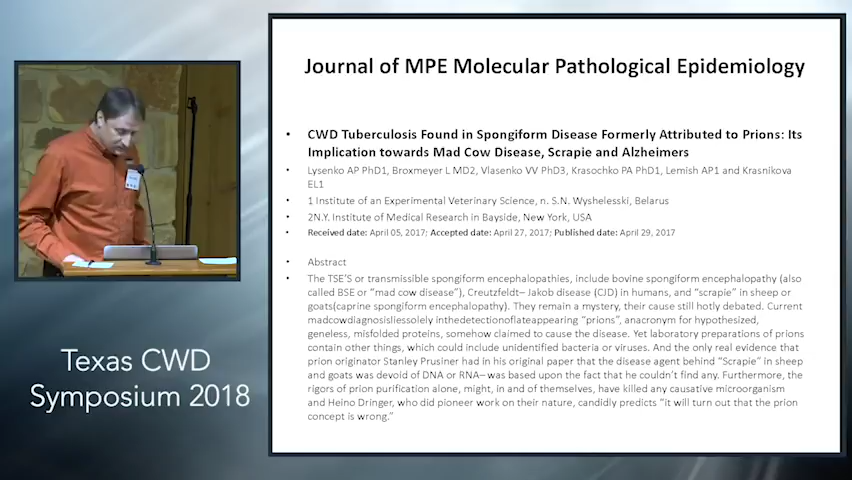 Journal of MPE Molecular Pathological Epidemiology
• CWD Tuberculosis Found in Spongiform Disease Formerly Attributed to Prions: Its
Implication towards Mad Cow Disease, Scrapie and Alzheimers
• Lysenko AP PhD1, Broxmeyer L MD2, Vlasenko VV PhD3, Krasochko PA PhD1, Lemish AP1 and Krasnikova
EL1
• 1 Institute of an Experimental Veterinary Science, n. S.N. Wyshelesski, Belarus
• 2N.Y. Institute of Medical Research in Bayside, New York, USA
• Received date: April 05, 2017; Accepted date: April 27, 2017; Published date: April 29, 2017
• Abstract
• The TSE'S or transmissible spongiform encephalopathies, include bovine spongiform encephalopathy (also
called BSE or "mad cow disease"), Creutzfeldt– Jakob disease (CJD) in humans, and "scrapie" in sheep or
goats(caprine spongiform encephalopathy). They remain a mystery, their cause still hotly debated. Current
madcowdiagnosisliessolely inthedetectionoflateappearing "prions", anacronym for hypothesized,
geneless, misfolded proteins, somehow claimed to cause the disease. Yet laboratory preparations of prions
contain other things, which could include unidentified bacteria or viruses. And the only real evidence that
prion originator Stanley Prusiner had in his original paper that the disease agent behind "Scrapie" in sheep
and goats was devoid of DNA or RNA– was based upon the fact that he couldn't find any. Furthermore, the
rigors of prion purification alone, might, in and of themselves, have killed any causative microorganism
and Heino Dringer, who did pioneer work on their nature, candidly predicts "it will turn out that the prion
concept is wrong."
Texas CWD
Symposium 2018